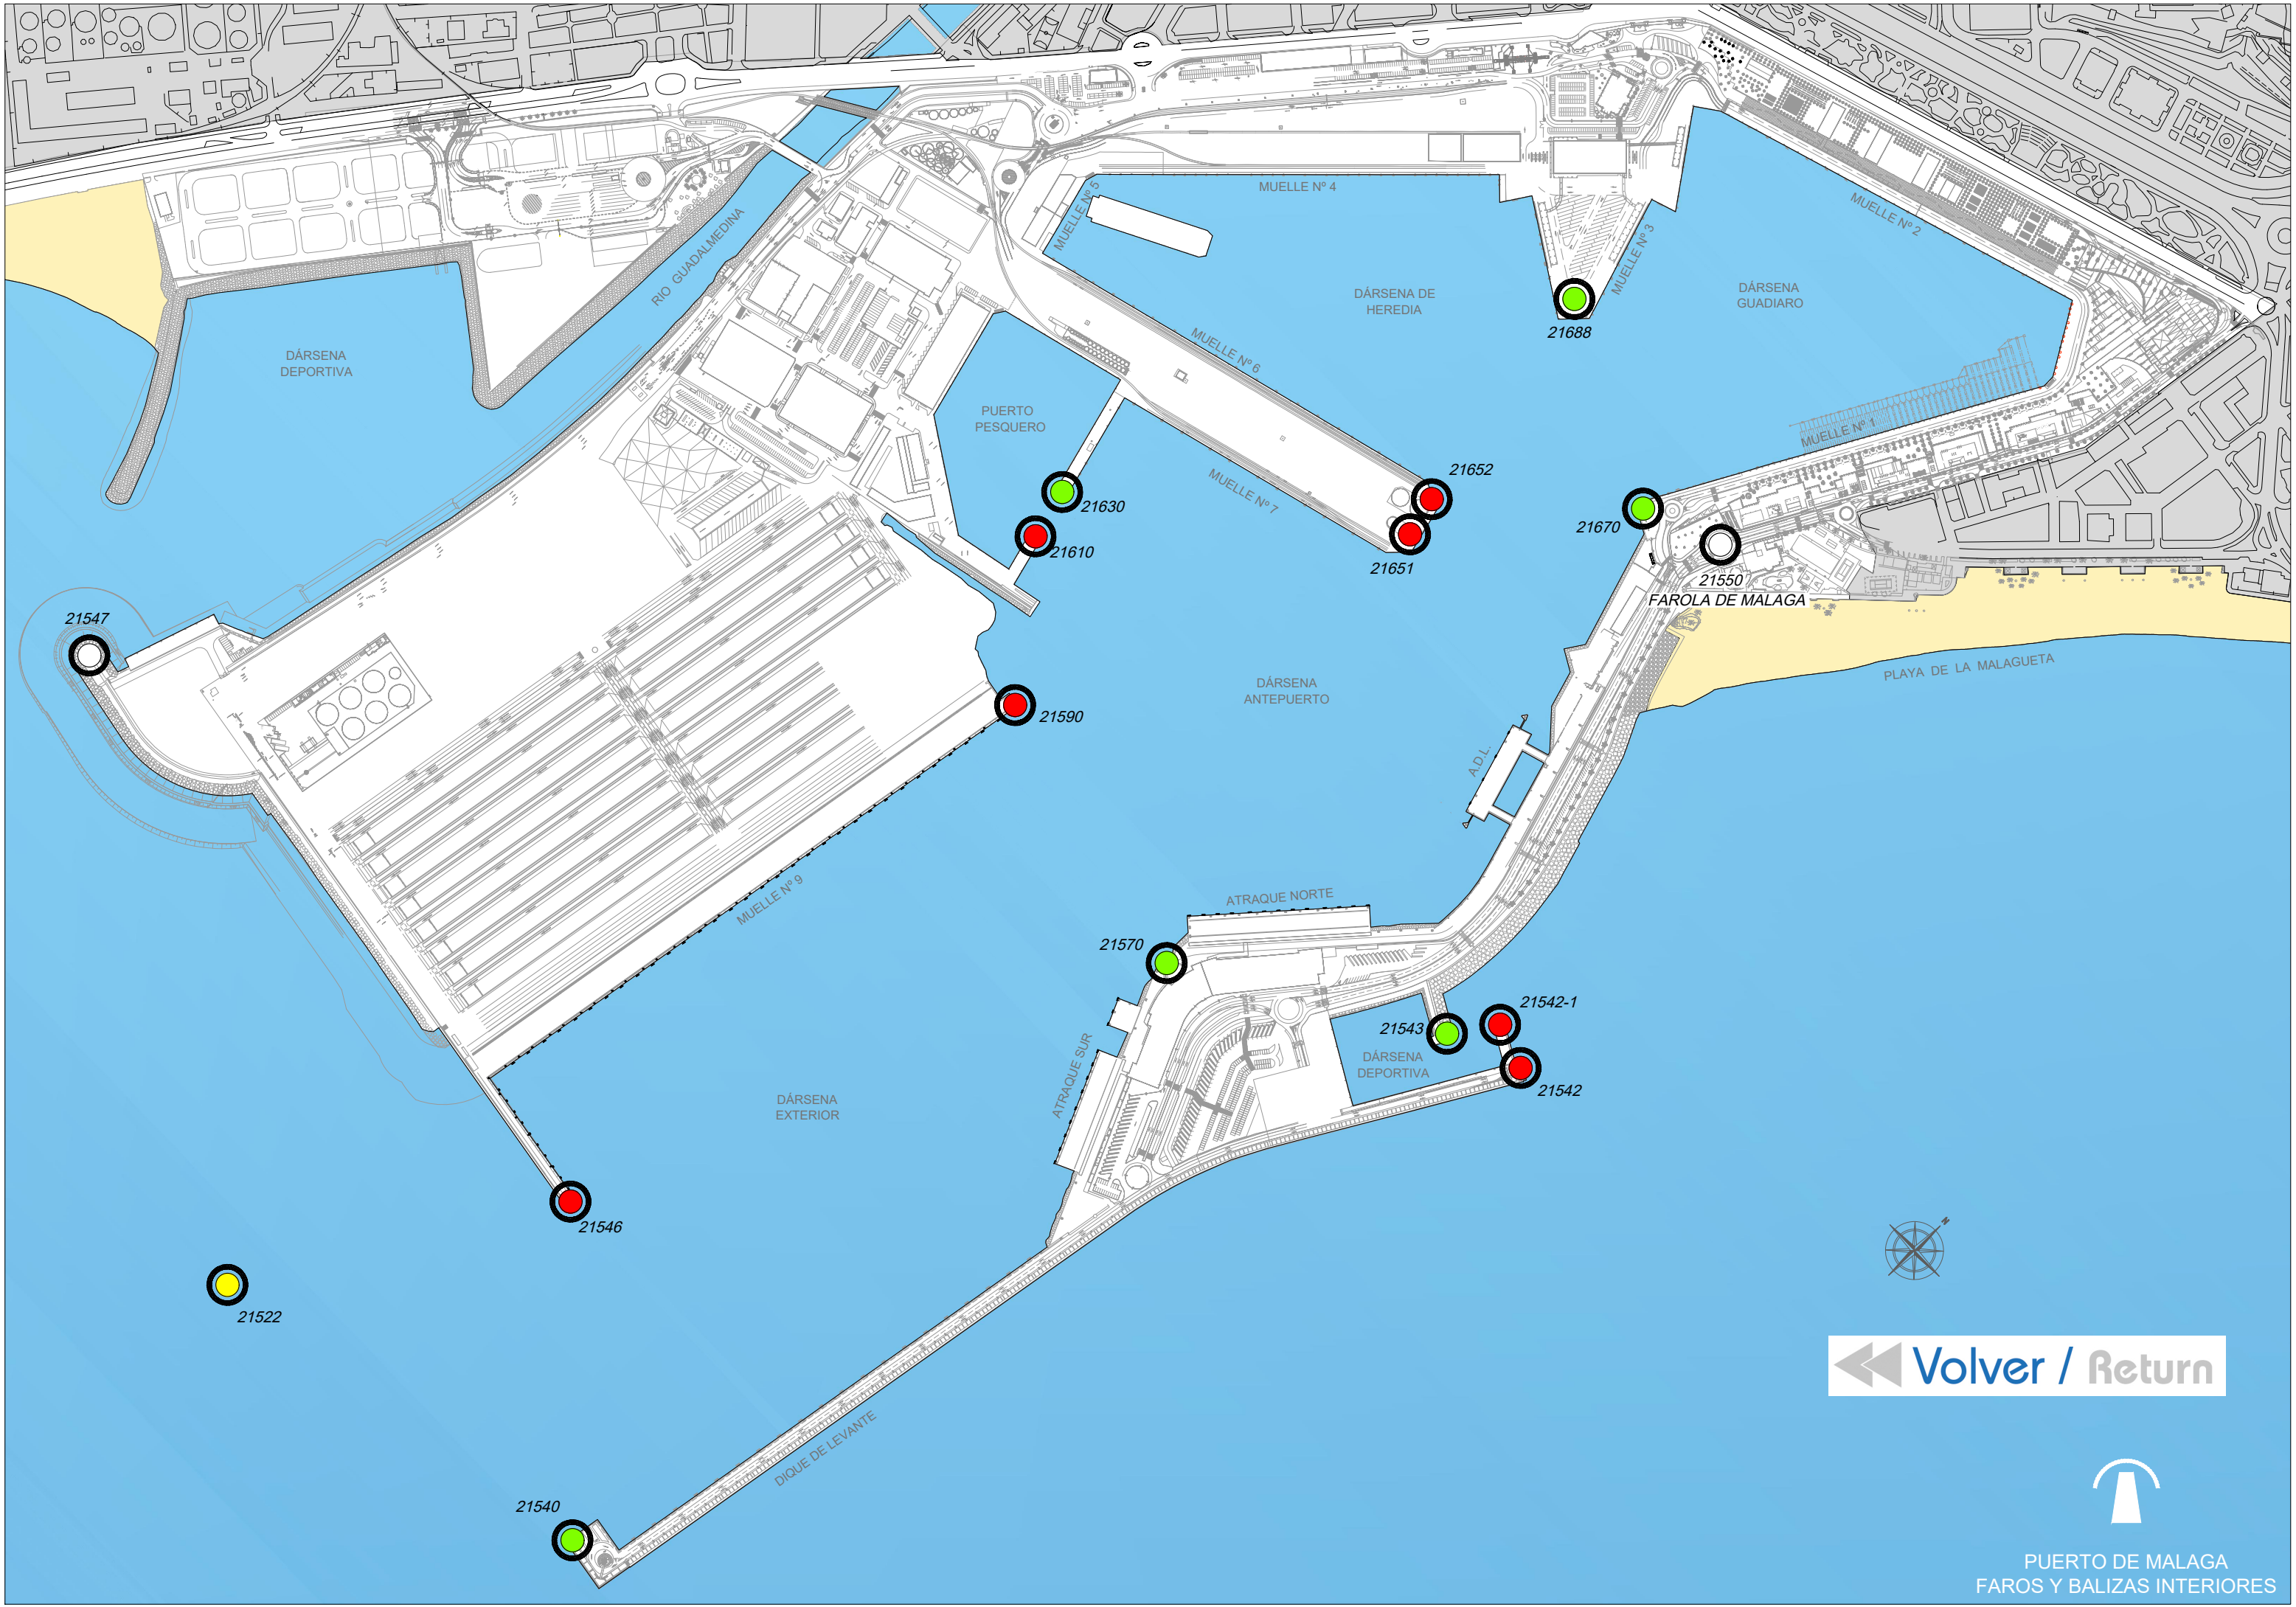 MUELLE Nº 5
MUELLE Nº 4
MUELLE Nº 3
MUELLE Nº 2
RIO GUADALMEDINA
DÁRSENA DE
HEREDIA
DÁRSENA
GUADIARO
21688
DÁRSENA
DEPORTIVA
MUELLE Nº 6
PUERTO
PESQUERO
MUELLE Nº 1
21652
MUELLE Nº 7
21630
21670
21610
21651
21550
FAROLA DE MALAGA
21547
PLAYA DE LA MALAGUETA
DÁRSENA
ANTEPUERTO
21590
A.D.L.
MUELLE Nº 9
ATRAQUE NORTE
21570
21542-1
21543
DÁRSENA
DEPORTIVA
21542
ATRAQUE SUR
DÁRSENA
EXTERIOR
21546
N
21522
Volver / Return
DIQUE DE LEVANTE
21540
PUERTO DE MALAGA
FAROS Y BALIZAS INTERIORES